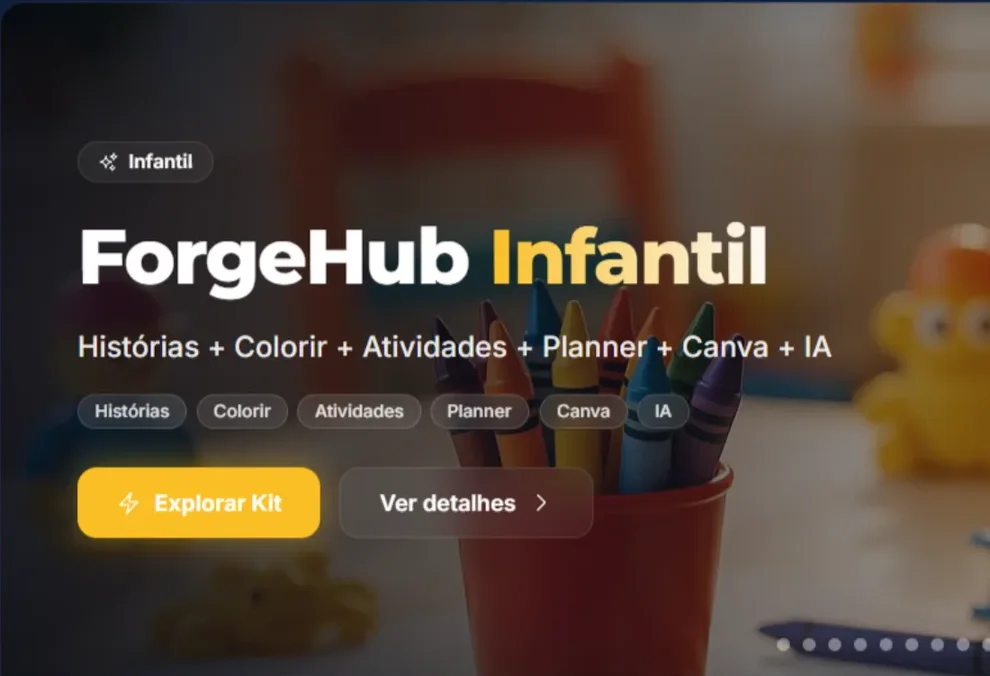 Infantil
ForgeHub Infantil
Histórias + Colorir + Atividades + Planner + Canva + IA
Histórias Colorir Atividades Planner Canva IA
Explorar Kit Ver detalhes